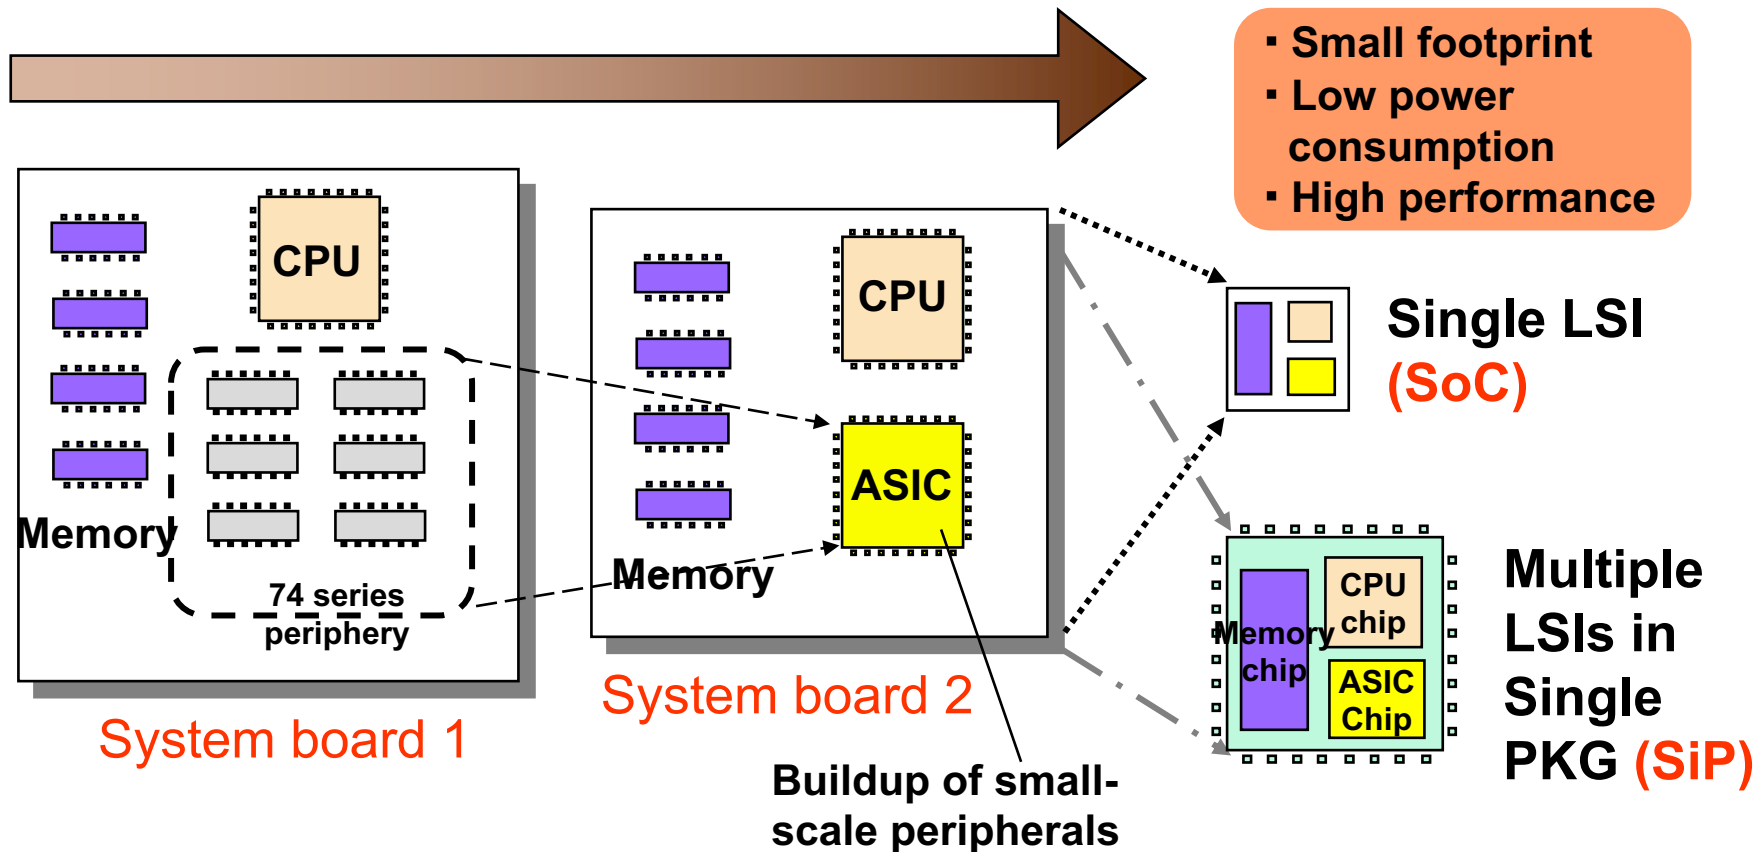 ▪ Small footprint
▪ Low power
consumption
▪ High performance
CPU
Memory
74 series
periphery
System board 1
CPU
ASIC
Memory
System board 2
Buildup of small-
scale peripherals
Single LSI
(SoC)
CPU
chip
Memory
chip
ASIC
Chip
Multiple
LSIs in
Single
PKG (SiP)